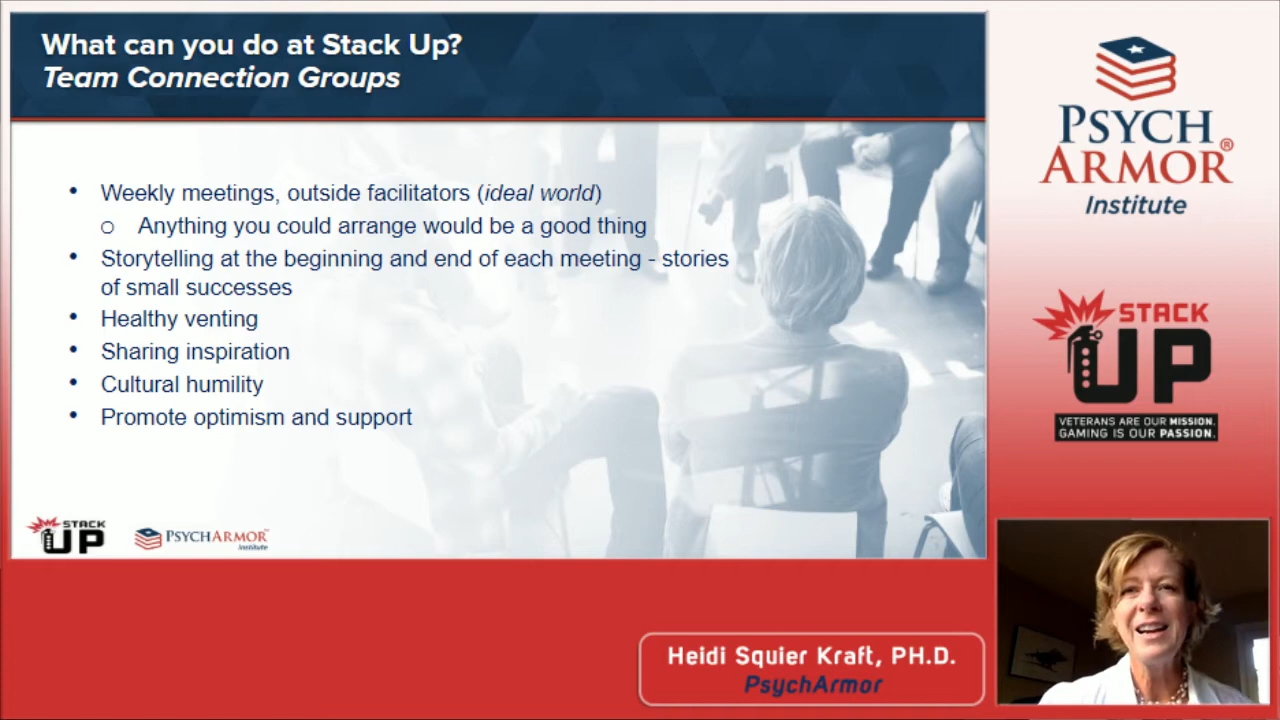 What can you do at Stack Up?
Team Connection Groups
• Weekly meetings, outside facilitators (ideal world)
o Anything you could arrange would be a good thing
• Storytelling at the beginning and end of each meeting - stories
of small successes
• Healthy venting
• Sharing inspiration
• Cultural humility
• Promote optimism and support
STACK
UP
PSYCHARMOR™
Institute
PSYCH
ARMOR®
Institute
STACK
UP
VETERANS ARE OUR MISSION.
GAMING IS OUR PASSION.
Heidi Squier Kraft, PH.D.
PsychArmor